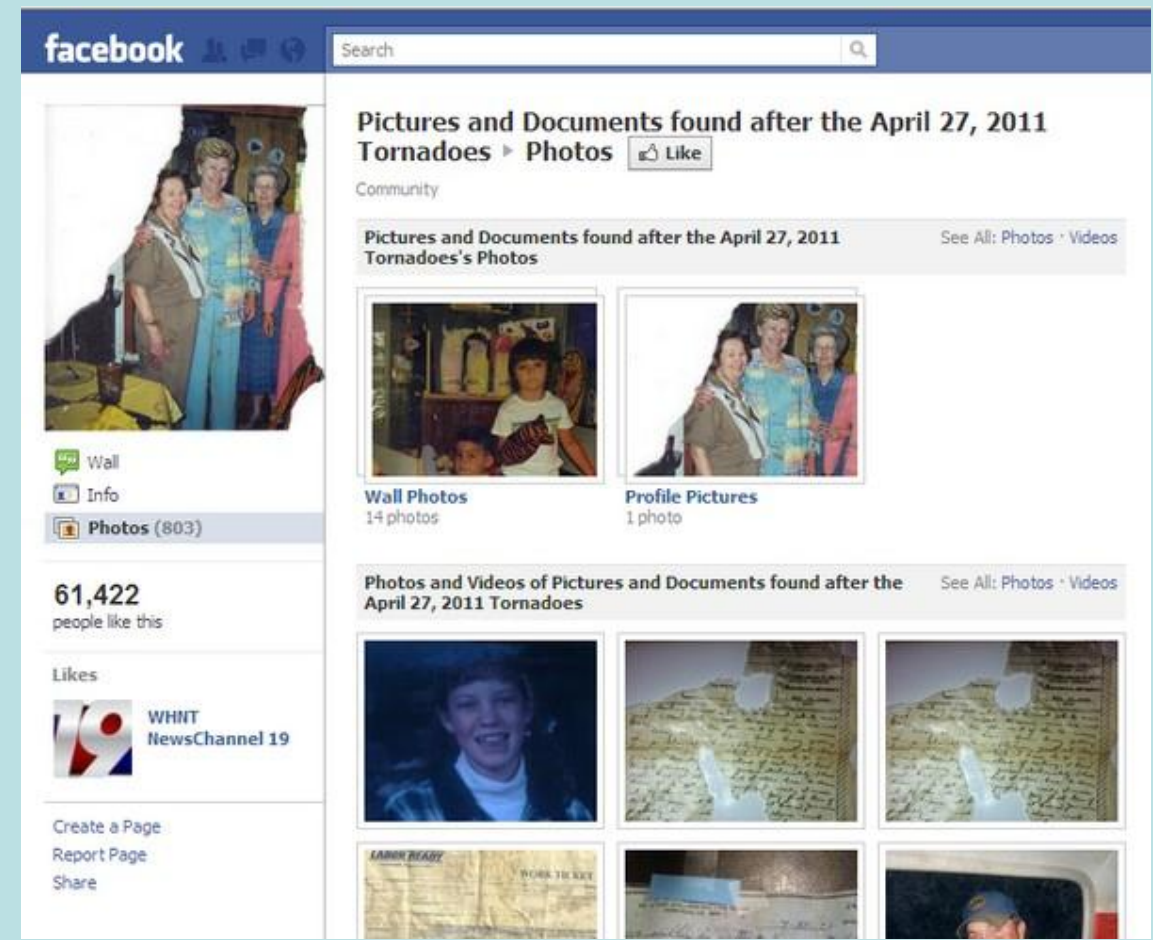 facebook
Search
Pictures and Documents found after the April 27, 2011
Tornadoes ▸ Photos Like
Community
Pictures and Documents found after the April 27, 2011
Tornadoes's Photos
See All: Photos · Videos
Wall Photos
14 photos
Profile Pictures
1 photo
Wall
Info
Photos (803)
61,422
people like this
Likes
19
WHNT
NewsChannel 19
Create a Page
Report Page
Share
Photos and Videos of Pictures and Documents found after the
April 27, 2011 Tornadoes
See All: Photos · Videos
LABOR READY
WORK TICKET